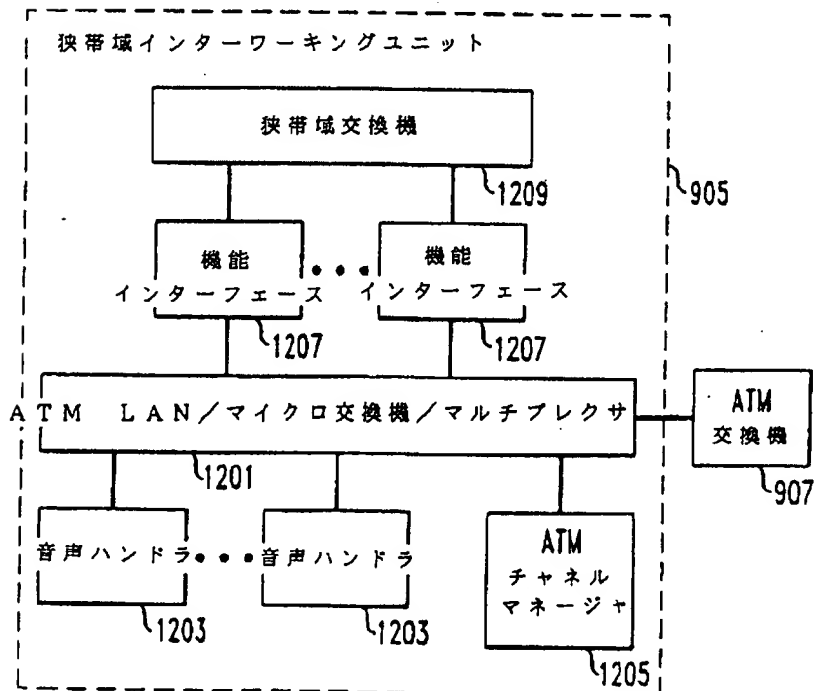 狭帯域インターワーキングユニット
狭帯域交換機
1209
905
機能
インターフェース
機能
インターフェース
1207
1207
ATM LAN/マイクロ交換機/マルチプレクサ
ATM
交換機
1201
907
音声ハンドラ
音声ハンドラ
ATM
チャネル
マネージャ
1203
1203
1205